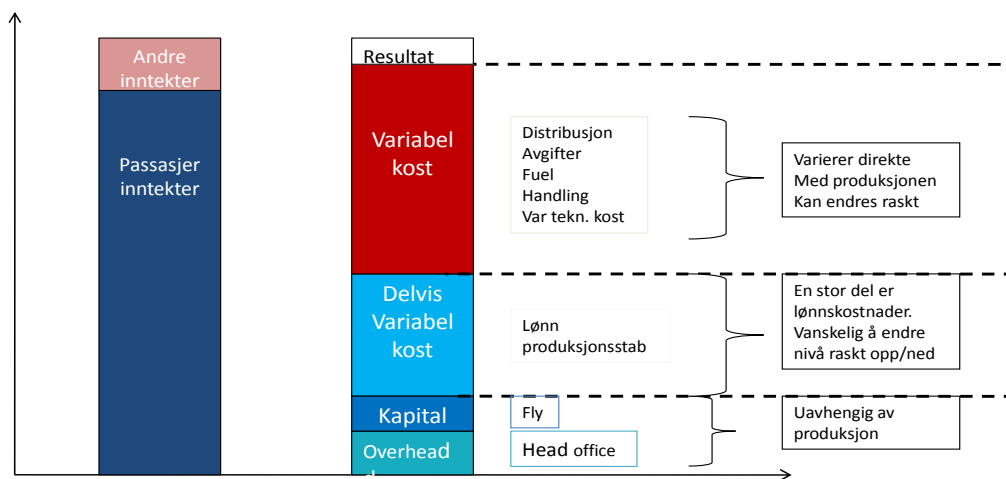 Andre
inntekter
Passasjer
inntekter
Resultat
Variabel
kost
Delvis
Variabel
kost
Kapital
Overhead
d
Distribusjon
Avgifter
Fuel
Handling
Var tekn. kost
Lønn
produksjonsstab
Fly
Head office
Varierer direkte
Med produksjonen
Kan endres raskt
En stor del er
lønnskostnader.
Vanskelig å endre
nivå raskt opp/ned
Uavhengig av
produksjon